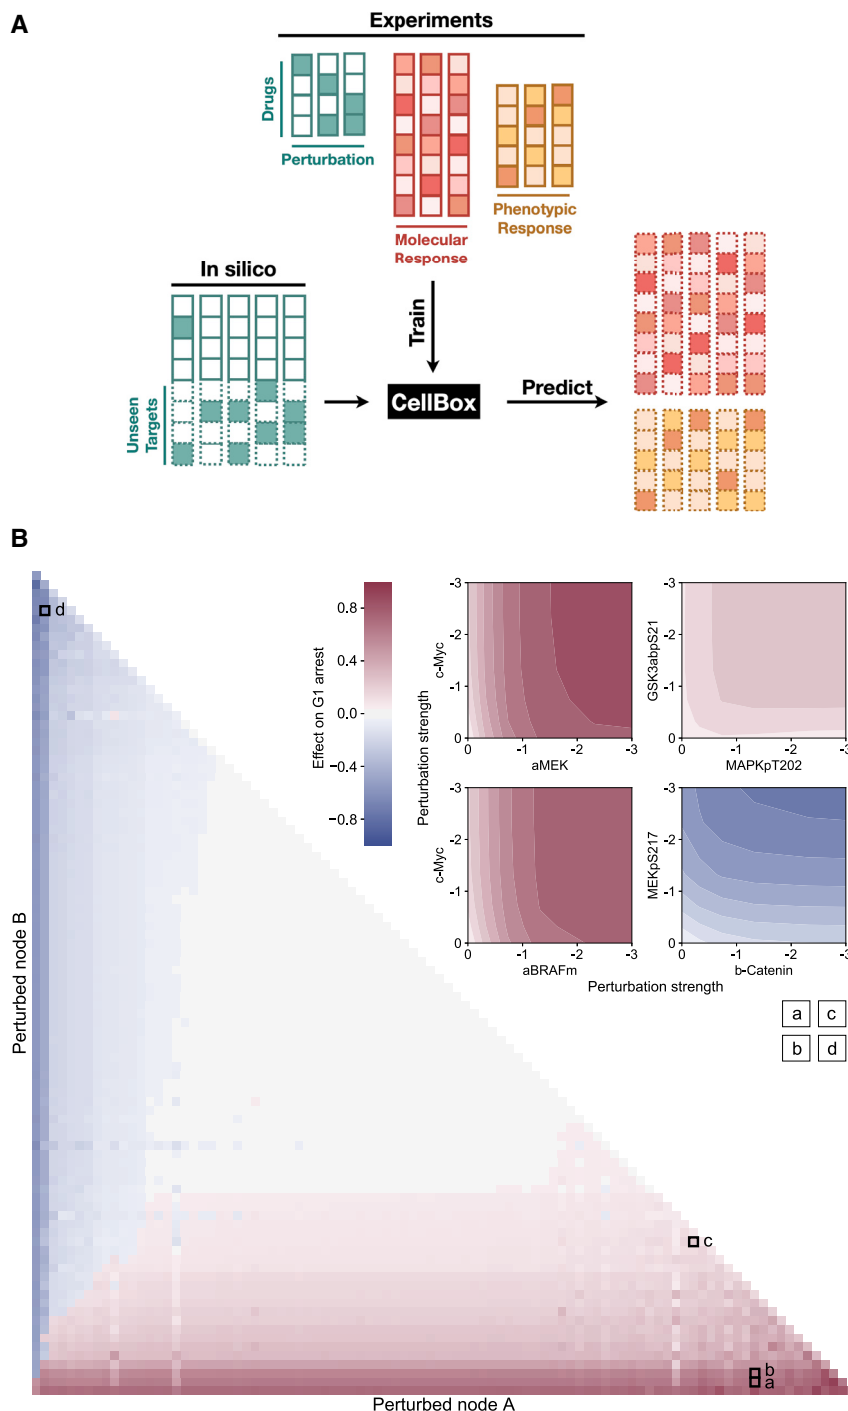 A
Experiments
Drugs
Perturbation
Molecular
Response
Phenotypic
Response
In silico
Unseen
Targets
Train
CellBox
Predict
B
d
Perturbed node B
Effect on G1 arrest
0.8
0.4
0.0
−0.4
−0.8
Perturbation strength
c-Myc
-3
-2
-1
0
0
-1
-2
-3
aMEK
GSK3abpS21
-3
-2
-1
0
0
-1
-2
-3
MAPKpT202
c-Myc
-3
-2
-1
0
0
-1
-2
-3
aBRAFm
MEKpS217
-3
-2
-1
0
0
-1
-2
-3
b-Catenin
Perturbation strength
a c
b d
c
b
a
Perturbed node A